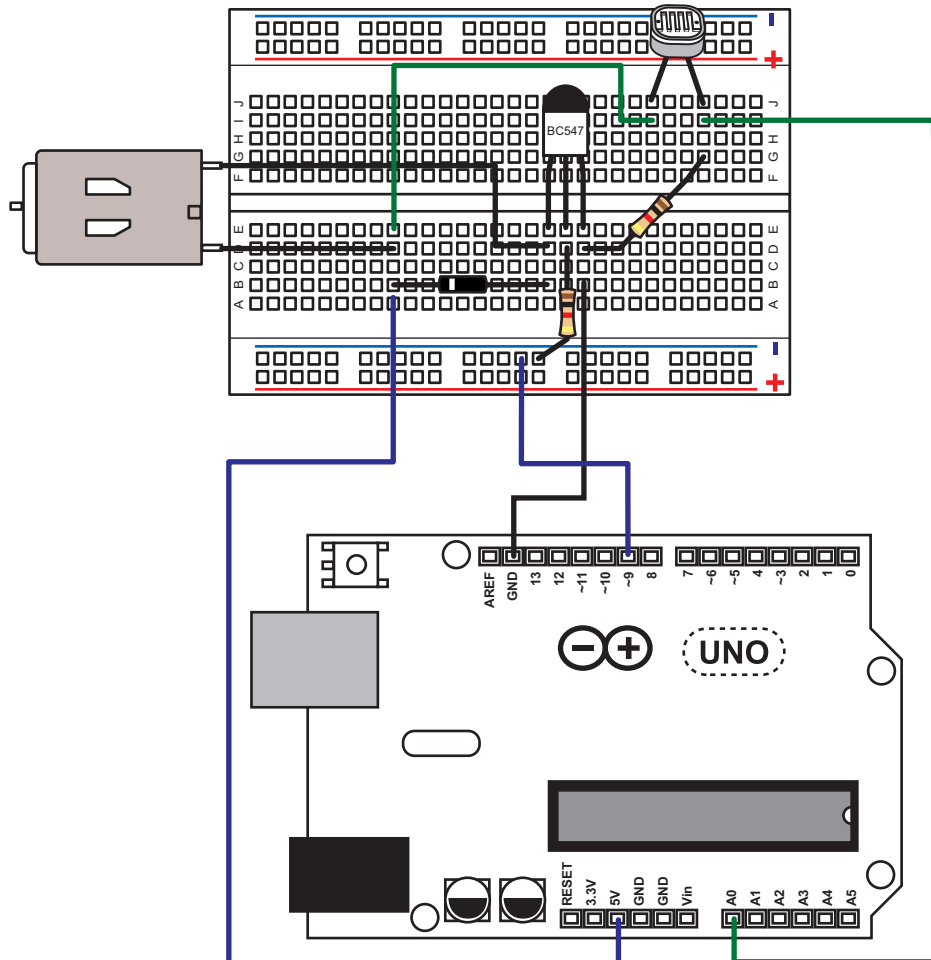 -
+
J
I
H
G
F
J
I
H
G
F
BC547
E
D
C
B
A
E
D
C
B
A
-
+
AREF
GND
13
12
~11
~10
~9
8
7
~6
~5
4
~3
2
1
0
- +
UNO
RESET
3.3V
5V
GND
GND
Vin
A0
A1
A2
A3
A4
A5